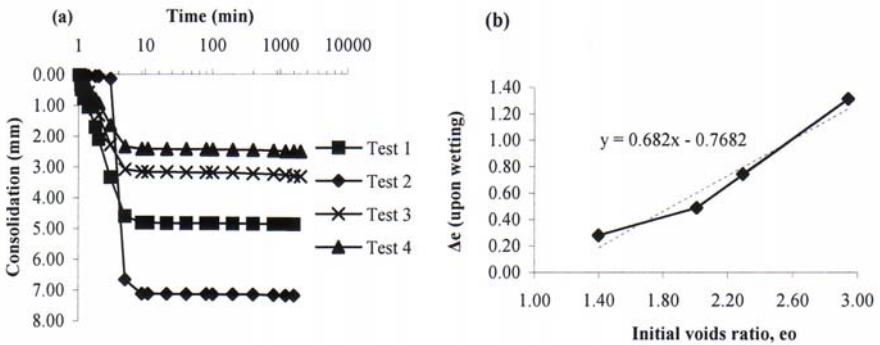 (a)
Time (min)
1 10 100 1000 10000
0.00
1.00
2.00
3.00
4.00
5.00
6.00
7.00
8.00
Consolidation (mm)
Test 1
Test 2
Test 3
Test 4
(b)
1.40
1.20
1.00
0.80
0.60
0.40
0.20
0.00
Δe (upon wetting)
y = 0.682x - 0.7682
1.00 1.40 1.80 2.20 2.60 3.00
Initial voids ratio, eo